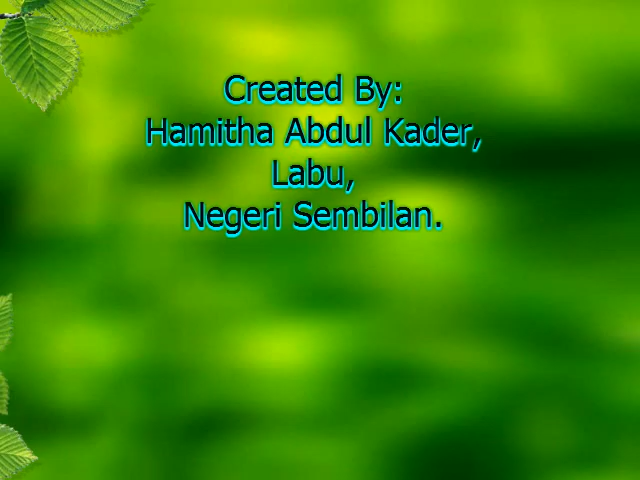 Created By:
Hamitha Abdul Kader,
Labu,
Negeri Sembilan.